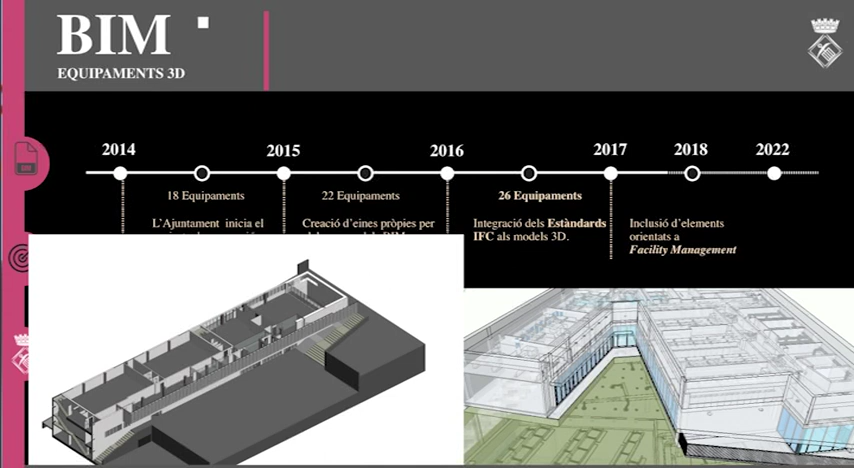 BIM
EQUIPAMENTS 3D
2014
2015
2016
2017
2018
2022
18 Equipaments
22 Equipaments
26 Equipaments
L'Ajuntament inicia el
Creació d'eines pròpies per
Integració dels Estàndards
IFC als models 3D.
Inclusió d'elements
orientats a
Facility Management